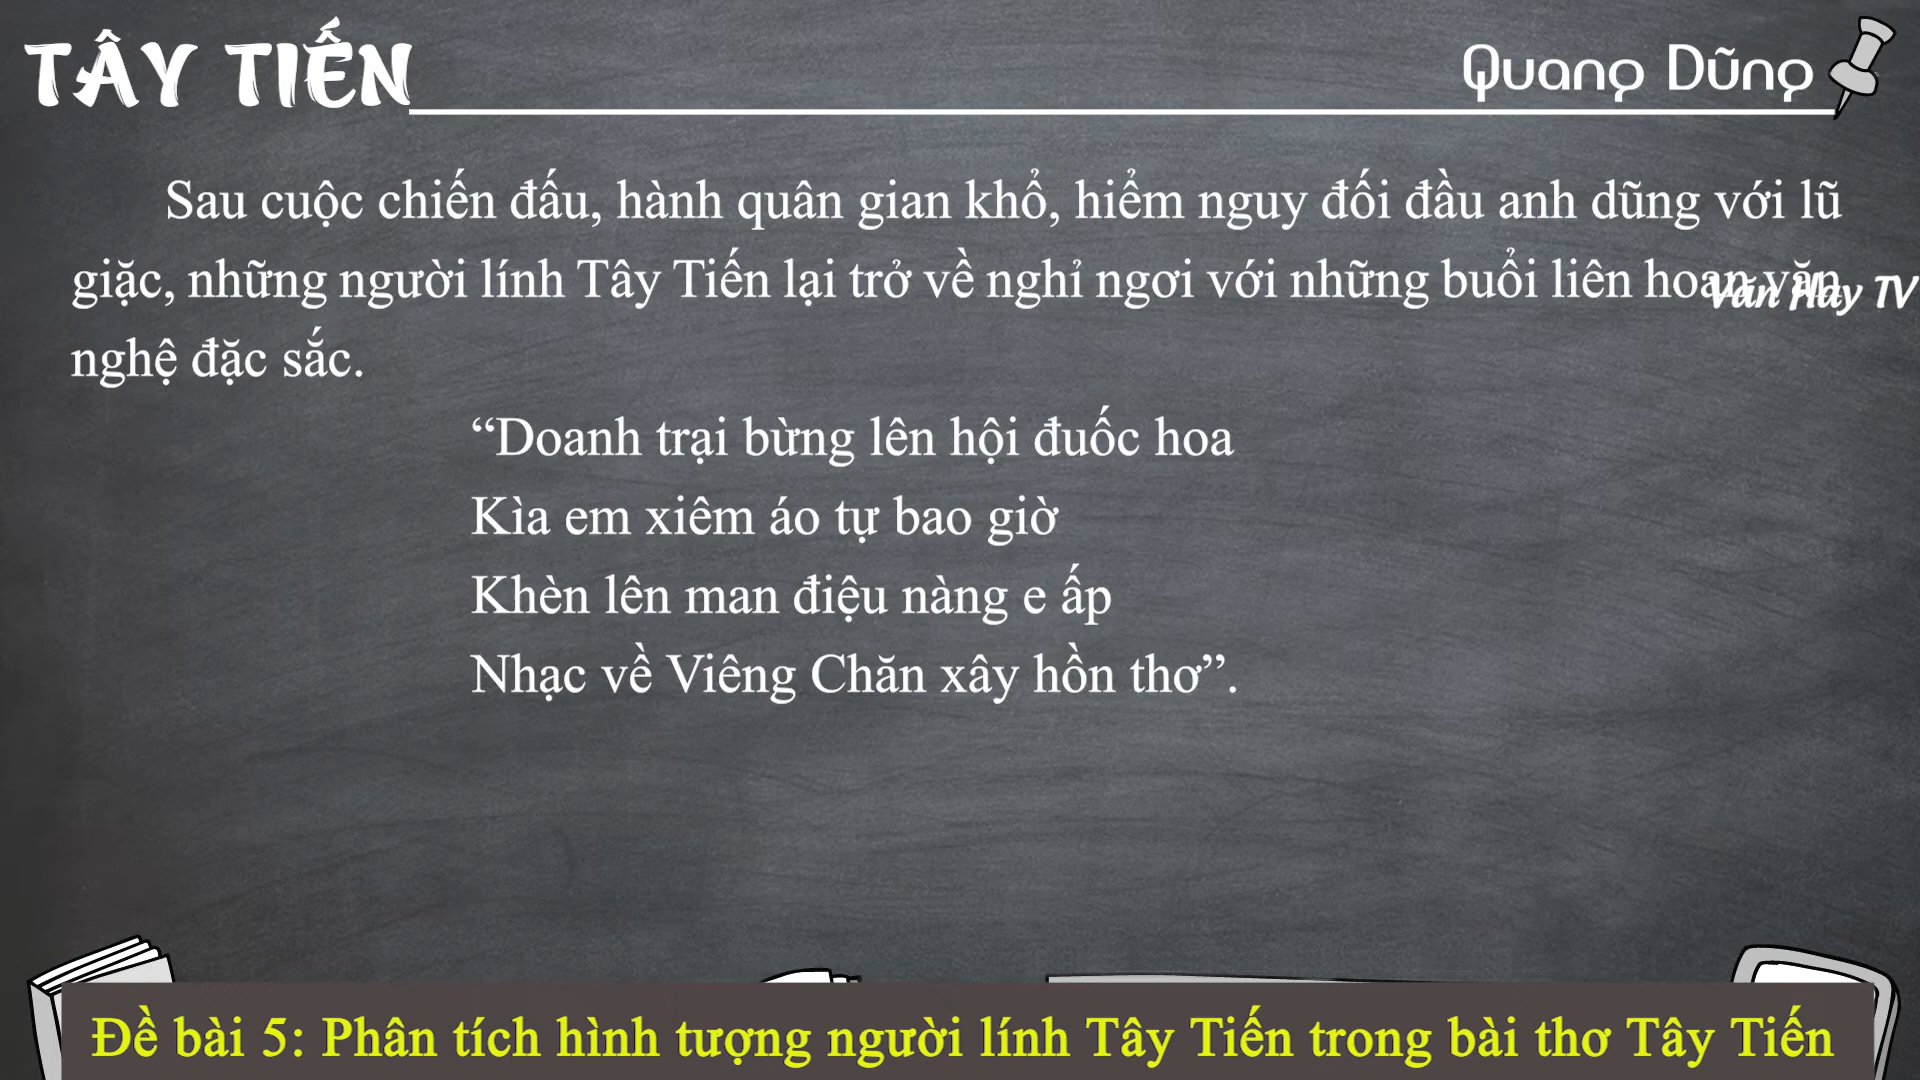 TÂY TIẾN
Quang Dũng
Sau cuộc chiến đấu, hành quân gian khổ, hiểm nguy đối đầu anh dũng với lũ
giặc, những người lính Tây Tiến lại trở về nghỉ ngơi với những buổi liên hoan văn
Văn Hay TV
nghệ đặc sắc.
“Doanh trại bừng lên hội đuốc hoa
Kìa em xiêm áo tự bao giờ
Khèn lên man điệu nàng e ấp
Nhạc về Viêng Chăn xây hồn thơ”.
Đề bài 5: Phân tích hình tượng người lính Tây Tiến trong bài thơ Tây Tiến